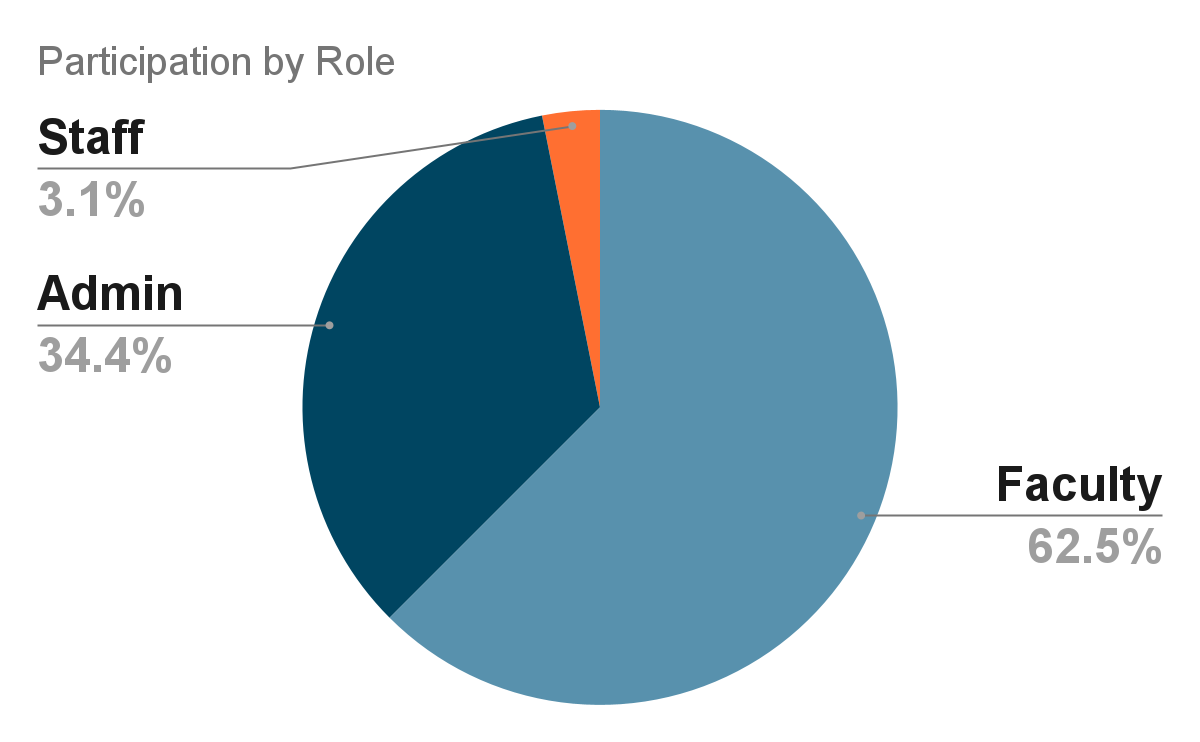 Participation by Role
Staff
3.1%
Admin
34.4%
Faculty
62.5%